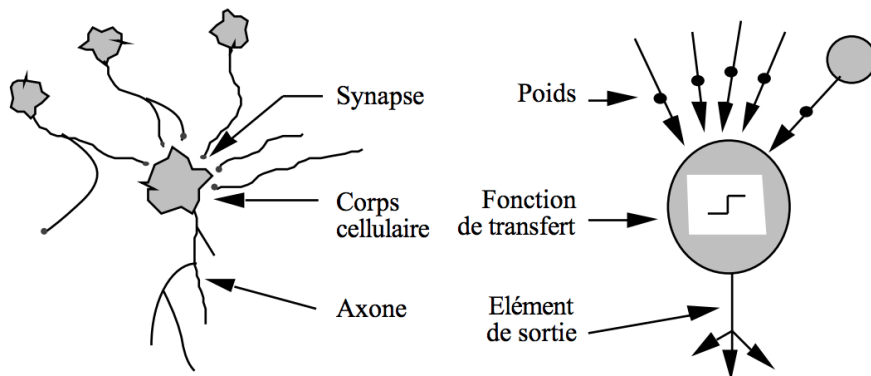 Synapse
Corps
cellulaire
Axone
Poids
Fonction
de transfert
Elément
de sortie